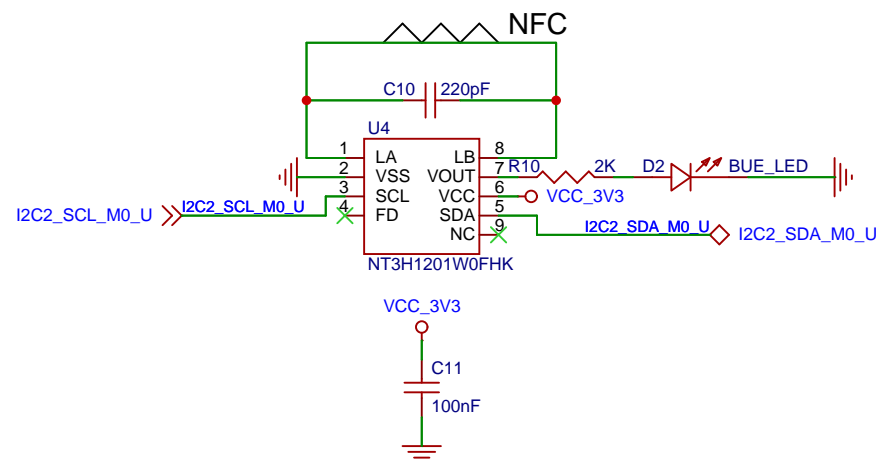 NFC
C10 220pF
U4
1 LA LB 8
2 VSS VOUT 7 R10 2K D2 BUE_LED
3 SCL VCC 6 VCC_3V3
I2C2_SCL_M0_U I2C2_SCL_M0_U 4 FD SDA 5 I2C2_SDA_M0_U I2C2_SDA_M0_U
NC 9
NT3H1201W0FHK
VCC_3V3
C11
100nF